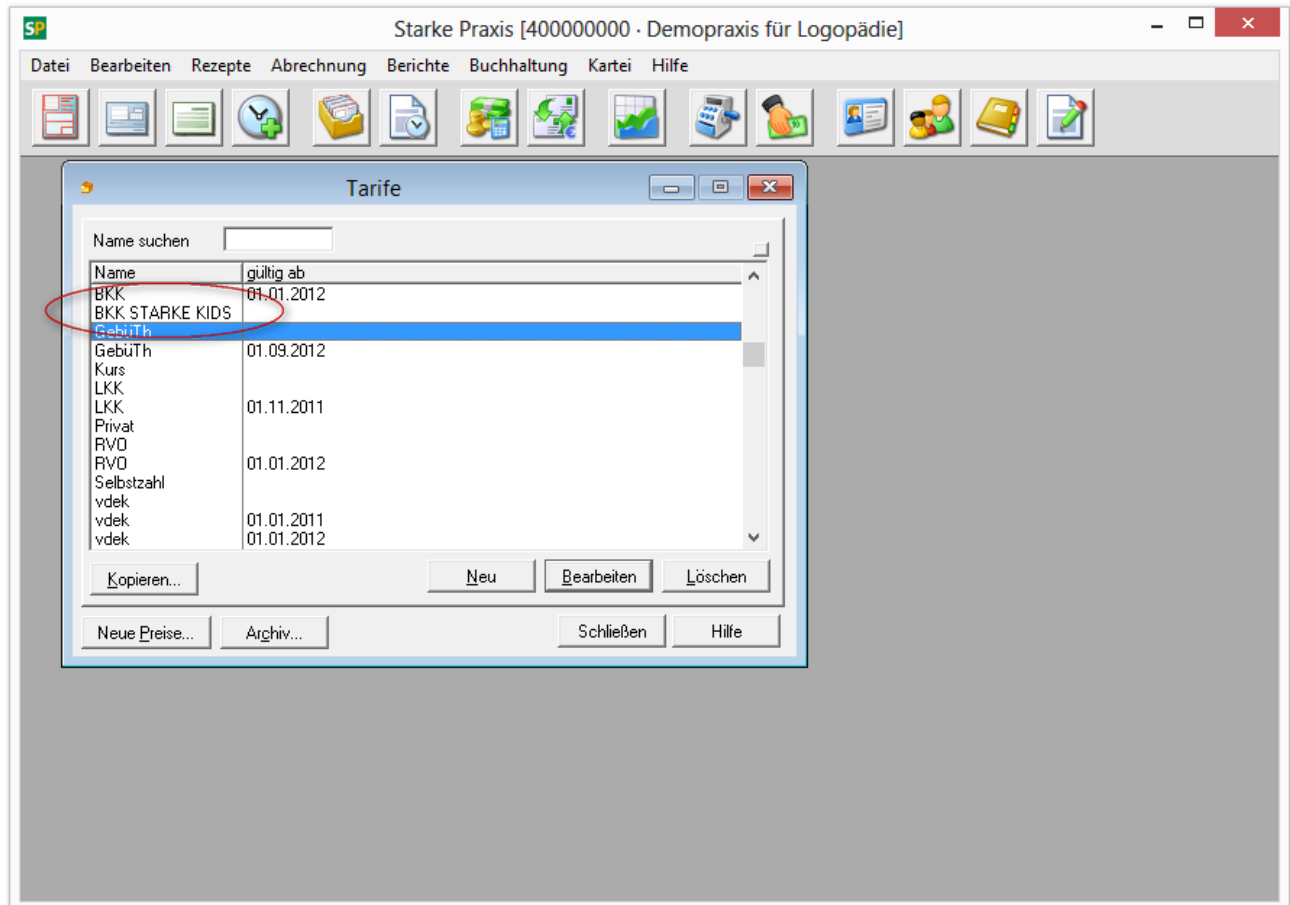 SP Starke Praxis [400000000 · Demopraxis für Logopädie]
Datei Bearbeiten Rezepte Abrechnung Berichte Buchhaltung Kartei Hilfe
Tarife
Name suchen
Name gültig ab
BKK 01.01.2012
BKK STARKE KIDS
GebüTh
GebüTh 01.09.2012
Kurs
LKK
LKK 01.11.2011
Privat
RVO
RVO 01.01.2012
Selbstzahl
vdek
vdek 01.01.2011
vdek 01.01.2012
Kopieren... Neu Bearbeiten Löschen
Neue Preise... Archiv... Schließen Hilfe